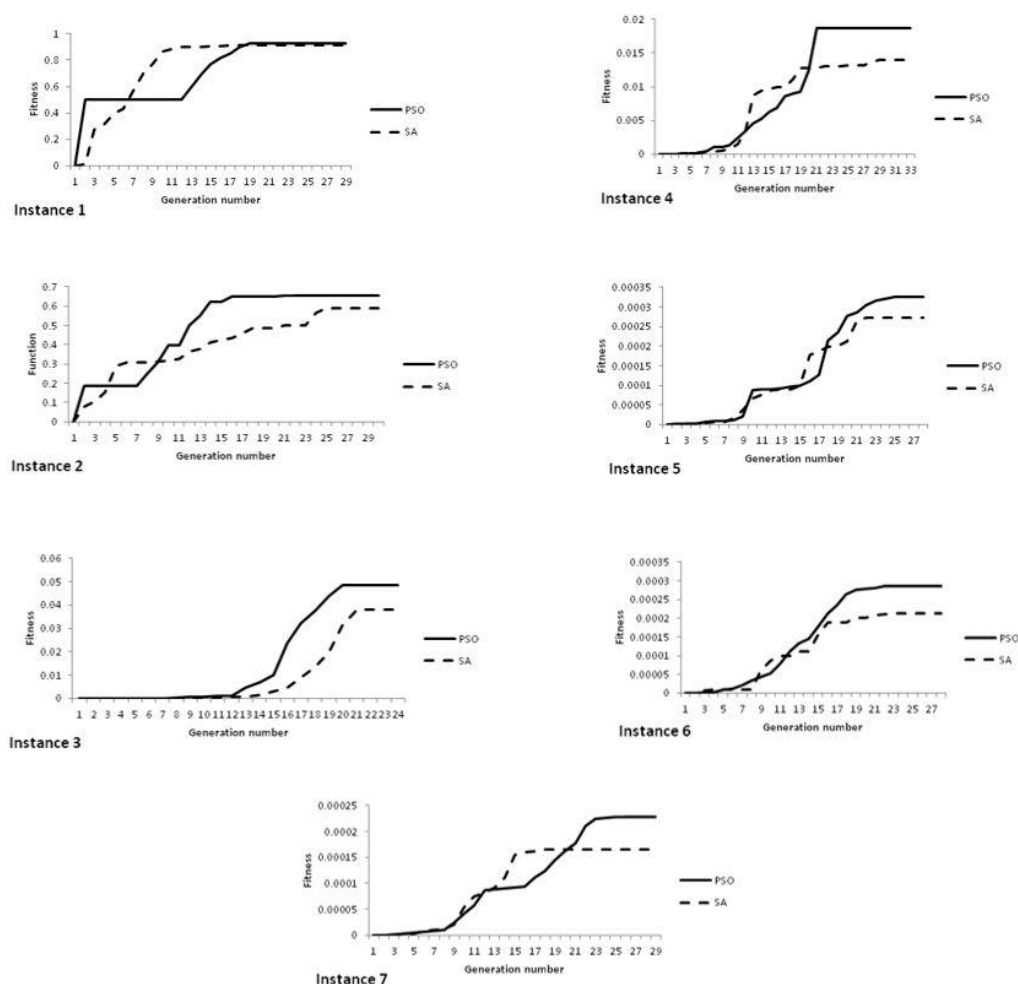 1
0.8
0.6
0.4
0.2
0
Fitness
1 3 5 7 9 11 13 15 17 19 21 23 25 27 29
Generation number
PSO
SA
Instance 1
0.02
0.015
0.01
0.005
0
Fitness
1 3 5 7 9 11 13 15 17 19 21 23 25 27 29 31 33
Generation number
PSO
SA
Instance 4
0.7
0.6
0.5
0.4
0.3
0.2
0.1
0
Function
1 3 5 7 9 11 13 15 17 19 21 23 25 27 29
Generation number
PSO
SA
Instance 2
0.00035
0.0003
0.00025
0.0002
0.00015
0.0001
0.00005
0
Fitness
1 3 5 7 9 11 13 15 17 19 21 23 25 27
Generation number
PSO
SA
Instance 5
0.06
0.05
0.04
0.03
0.02
0.01
0
Fitness
1 2 3 4 5 6 7 8 9 10 11 12 13 14 15 16 17 18 19 20 21 22 23 24
Generation number
PSO
SA
Instance 3
0.00035
0.0003
0.00025
0.0002
0.00015
0.0001
0.00005
0
Fitness
1 3 5 7 9 11 13 15 17 19 21 23 25 27
Generation number
PSO
SA
Instance 6
0.00025
0.0002
0.00015
0.0001
0.00005
0
Fitness
1 3 5 7 9 11 13 15 17 19 21 23 25 27 29
Generation number
PSO
SA
Instance 7